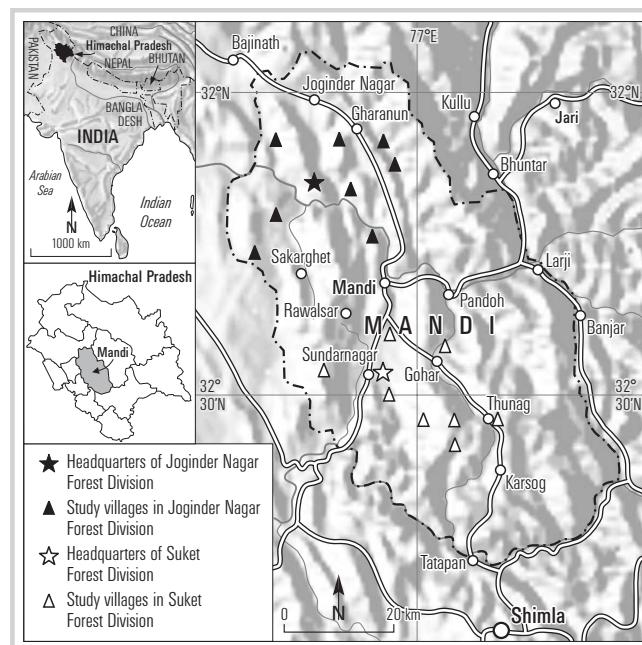 CHINA
Himachal Pradesh
PAKISTAN
NEPAL
BHUTAN
BANGLA
DESH
INDIA
Arabian
Sea
Indian
Ocean
N
1000 km
Himachal Pradesh
Mandi
Headquarters of Joginder Nagar
Forest Division
Study villages in Joginder Nagar
Forest Division
Headquarters of Suket
Forest Division
Study villages in Suket
Forest Division
77°E
Bajinath
32°N
32°N
Joginder Nagar
Gharanun
Kullu
Jari
Bhuntar
Sakarghet
Mandi
Larji
Pandoh
Rawalsar
MANDI
Banjar
Sundarnagar
Gohar
32°
30'N
32°
30'N
Thunag
Karsog
Tatapan
Shimla
0
N
20 km